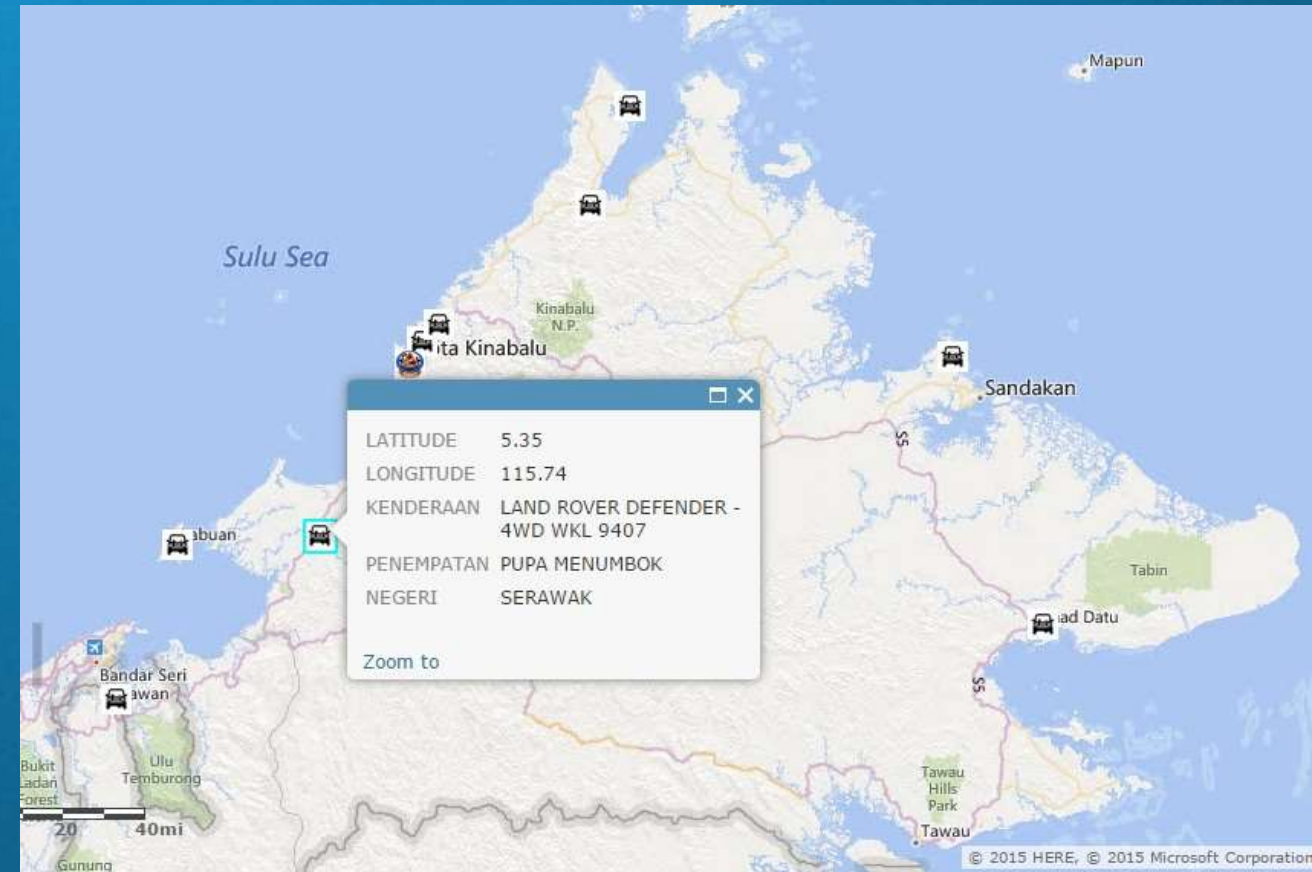 Mapun
Sulu Sea
Kinabalu
N.P.
ta Kinabalu
Sandakan
LATITUDE 5.35
LONGITUDE 115.74
KENDERAAN LAND ROVER DEFENDER -
4WD WKL 9407
PENEMPATAN PUPA MENUMBOK
NEGERI SERAWAK
Zoom to
abuan
Tabin
ad Datu
Bandar Seri
awan
Bukit
Ladan
Forest
Ulu
Temburong
20 40mi
Gunung
Tawau
Hills
Park
Tawau
© 2015 HERE, © 2015 Microsoft Corporation